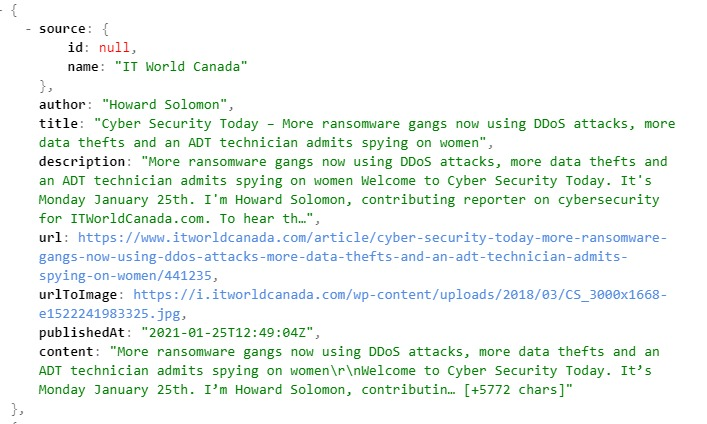 - {
- source: {
id: null,
name: "IT World Canada"
},
author: "Howard Solomon",
title: "Cyber Security Today – More ransomware gangs now using DDoS attacks, more
data thefts and an ADT technician admits spying on women",
description: "More ransomware gangs now using DDoS attacks, more data thefts and
an ADT technician admits spying on women Welcome to Cyber Security Today. It's
Monday January 25th. I'm Howard Solomon, contributing reporter on cybersecurity
for ITWorldCanada.com. To hear th…",
url: https://www.itworldcanada.com/article/cyber-security-today-more-ransomware-
gangs-now-using-ddos-attacks-more-data-thefts-and-an-adt-technician-admits-
spying-on-women/441235,
urlToImage: https://i.itworldcanada.com/wp-content/uploads/2018/03/CS_3000x1668-
e1522241983325.jpg,
publishedAt: "2021-01-25T12:49:04Z",
content: "More ransomware gangs now using DDoS attacks, more data thefts and an
ADT technician admits spying on women\r\nWelcome to Cyber Security Today. It’s
Monday January 25th. I’m Howard Solomon, contributin… [+5772 chars]"
},